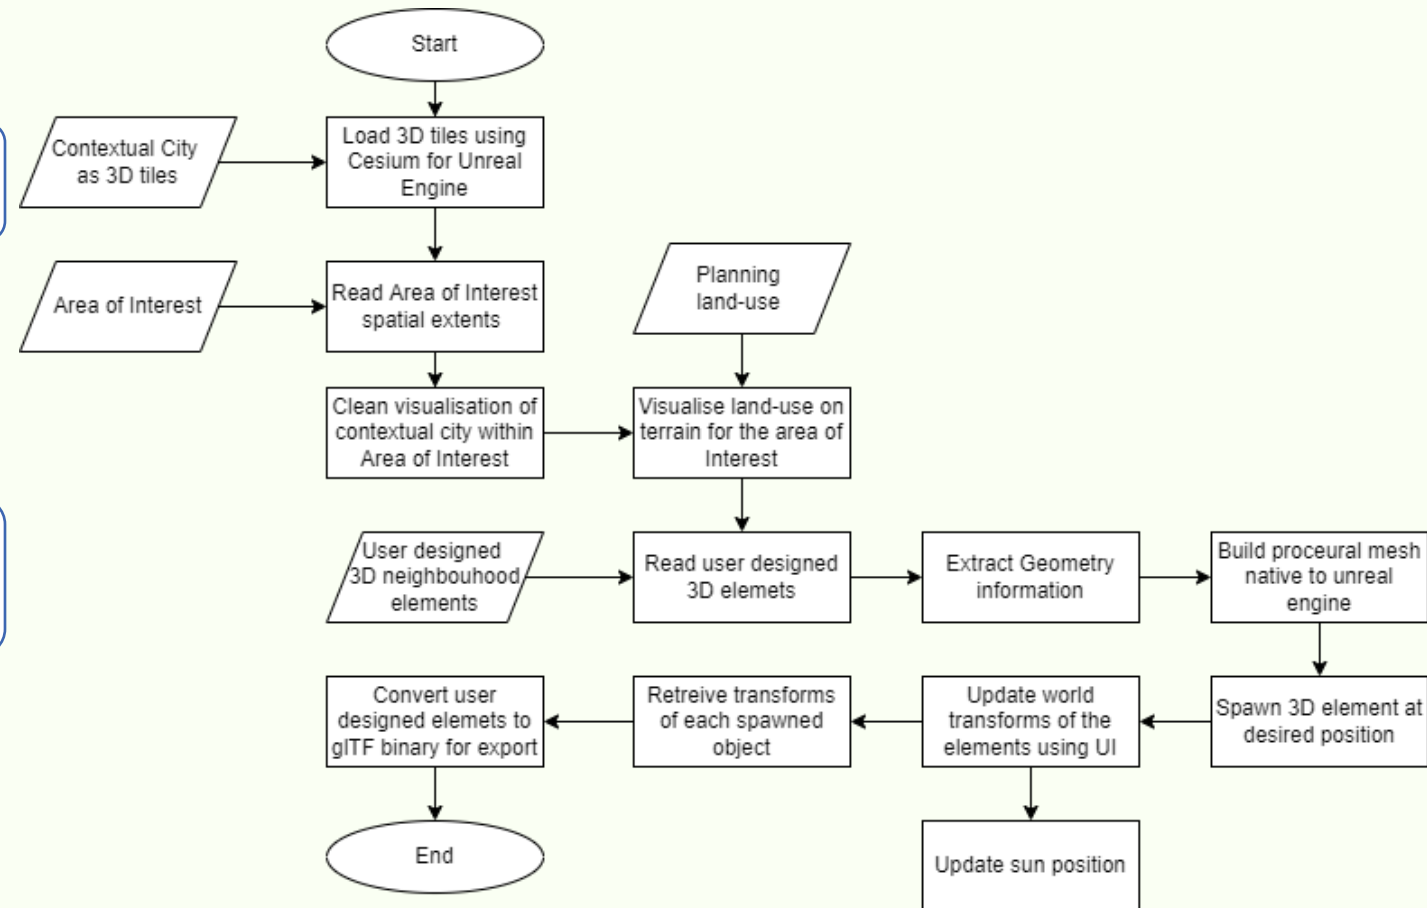 Start
Contextual City
as 3D tiles
Load 3D tiles using
Cesium for Unreal
Engine
Area of Interest
Read Area of Interest
spatial extents
Planning
land-use
Clean visualisation of
contextual city within
Area of Interest
Visualise land-use on
terrain for the area of
Interest
User designed
3D neighbouhood
elements
Read user designed
3D elemets
Extract Geometry
information
Build proceural mesh
native to unreal
engine
Convert user
designed elemets to
glTF binary for export
Retreive transforms
of each spawned
object
Update world
transforms of the
elements using UI
Spawn 3D element at
desired position
End
Update sun position